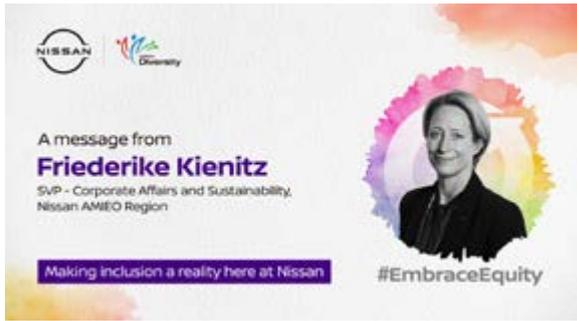 NISSAN
Diversity
A message from
Friederike Kienitz
SVP - Corporate Affairs and Sustainability,
Nissan AMIEO Region
Making inclusion a reality here at Nissan
#EmbraceEquity